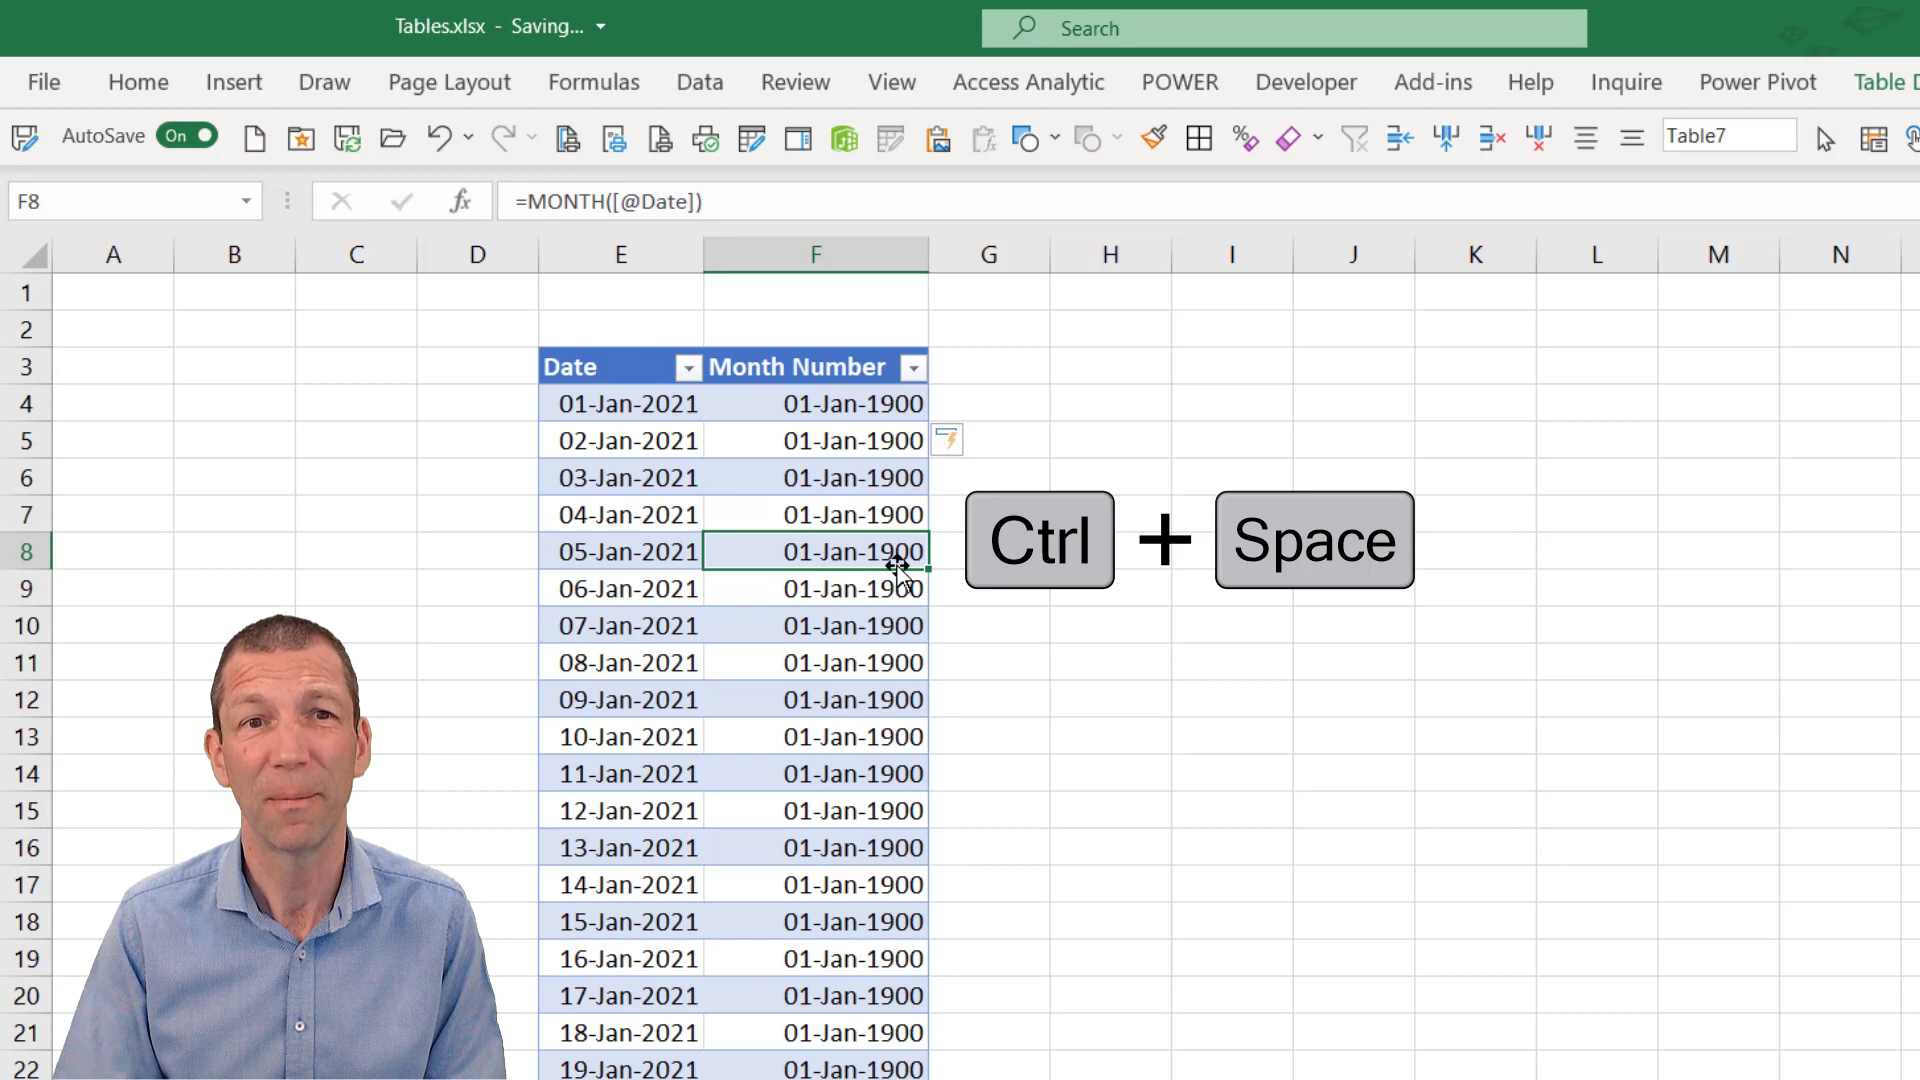 Tables.xlsx - Saving...
Search
File Home Insert Draw Page Layout Formulas Data Review View Access Analytic POWER Developer Add-ins Help Inquire Power Pivot Table D
AutoSave On Table7
F8 fx =MONTH([@Date])
A B C D E F G H I J K L M N
1
2
3 Date Month Number
4 01-Jan-2021 01-Jan-1900
5 02-Jan-2021 01-Jan-1900
6 03-Jan-2021 01-Jan-1900
7 04-Jan-2021 01-Jan-1900
8 05-Jan-2021 01-Jan-1900
Ctrl + Space
9 06-Jan-2021 01-Jan-1900
10 07-Jan-2021 01-Jan-1900
11 08-Jan-2021 01-Jan-1900
12 09-Jan-2021 01-Jan-1900
13 10-Jan-2021 01-Jan-1900
14 11-Jan-2021 01-Jan-1900
15 12-Jan-2021 01-Jan-1900
16 13-Jan-2021 01-Jan-1900
17 14-Jan-2021 01-Jan-1900
18 15-Jan-2021 01-Jan-1900
19 16-Jan-2021 01-Jan-1900
20 17-Jan-2021 01-Jan-1900
21 18-Jan-2021 01-Jan-1900
22 19-Jan-2021 01-Jan-1900